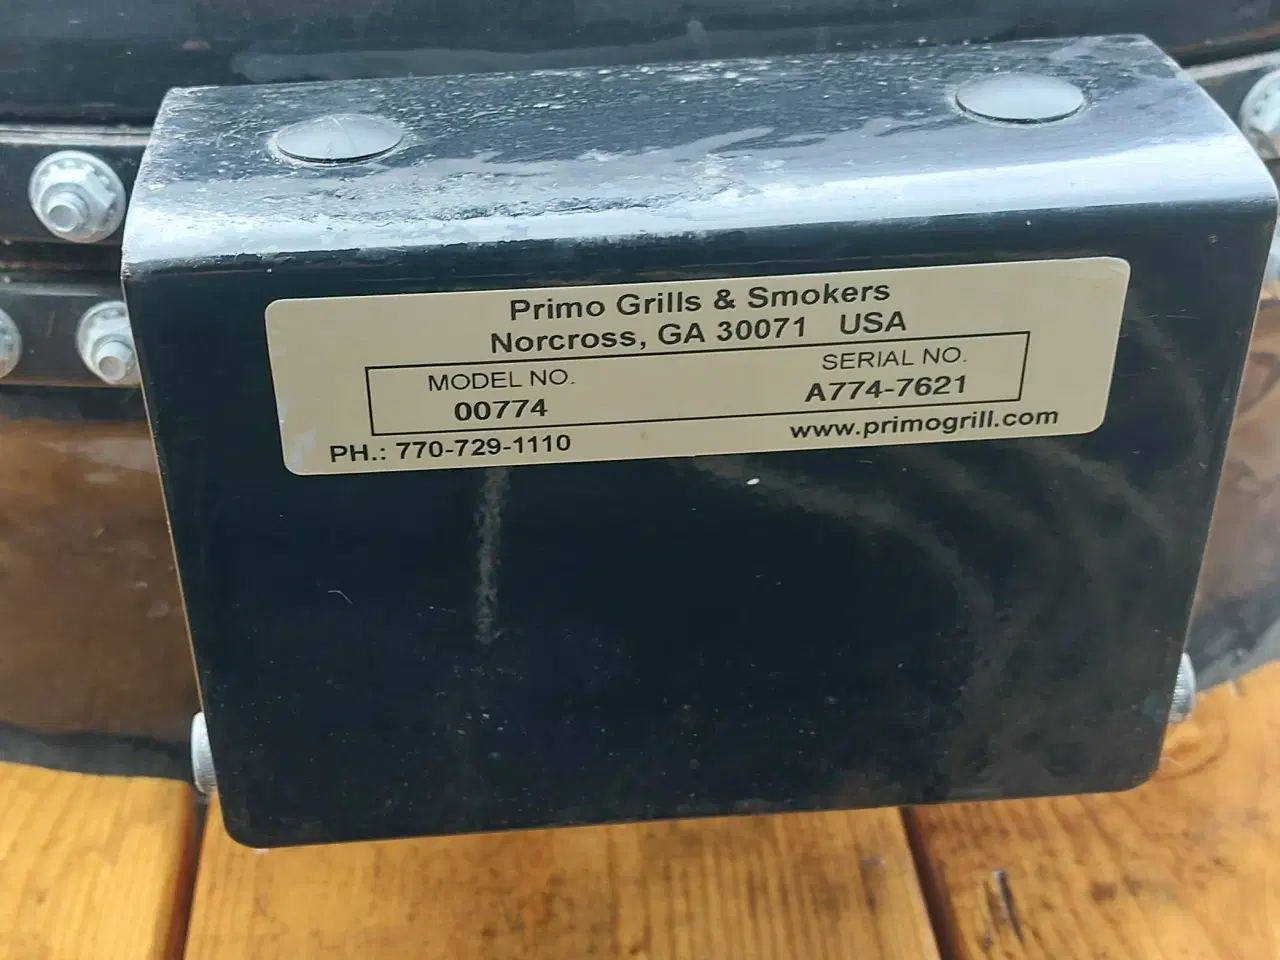 Primo Grills & Smokers
Norcross, GA 30071 USA
MODEL NO. SERIAL NO.
00774 A774-7621
PH.: 770-729-1110 www.primogrill.com